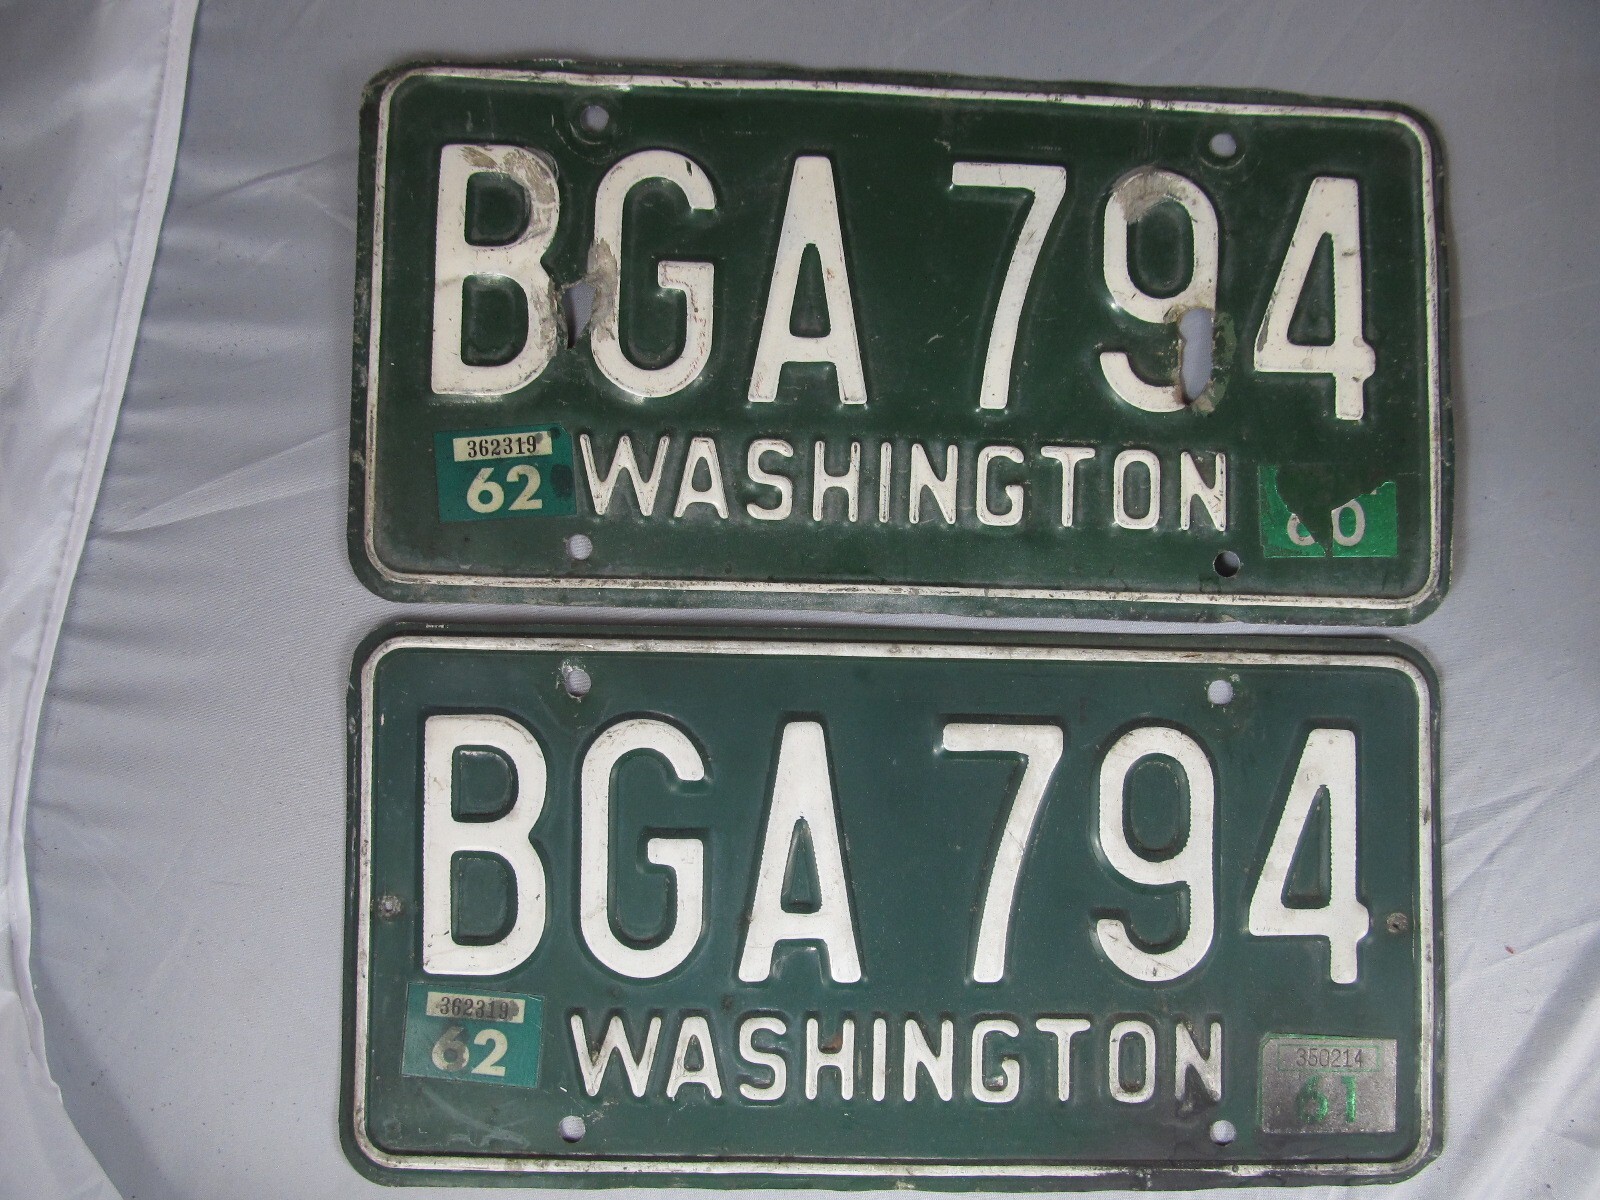 BGA 794
362319
62 WASHINGTON 60
BGA 794
362319
62 WASHINGTON
350214
61